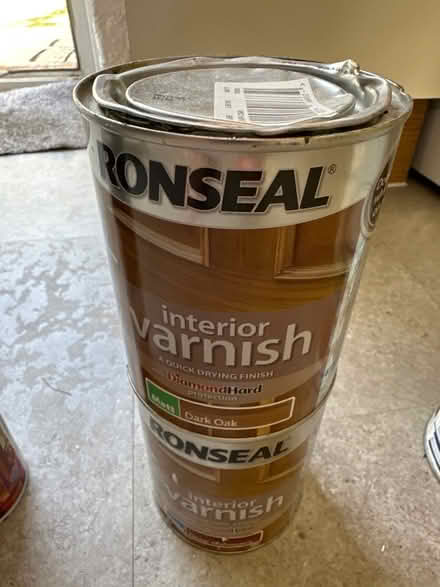 RONSEAL®
interior
varnish
A QUICK DRYING FINISH
DiamondHard
protection
Matt
Dark Oak
RONSEAL
interior
varnish